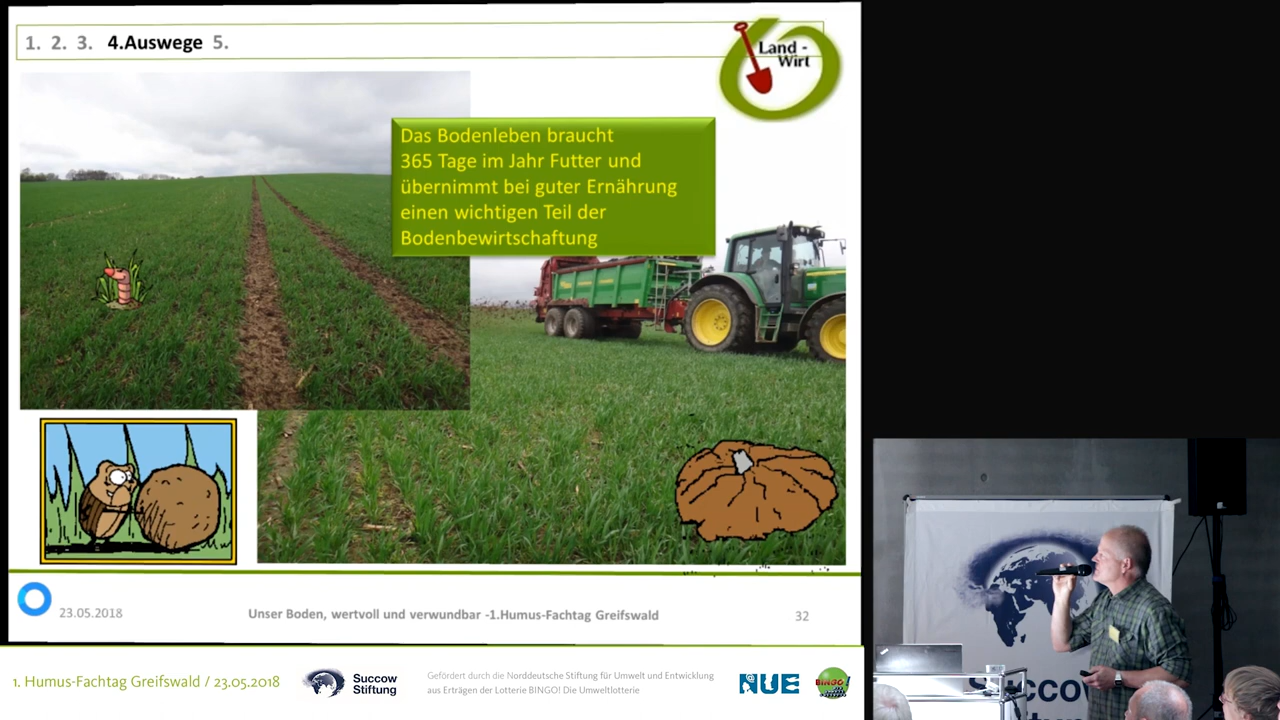 1. 2. 3. 4.Auswege 5.
Land -
Wirt
Das Bodenleben braucht
365 Tage im Jahr Futter und
übernimmt bei guter Ernährung
einen wichtigen Teil der
Bodenbewirtschaftung
23.05.2018
Unser Boden, wertvoll und verwundbar -1.Humus-Fachtag Greifswald
32
1. Humus-Fachtag Greifswald / 23.05.2018
Succow
Stiftung
Gefördert durch die Norddeutsche Stiftung für Umwelt und Entwicklung
aus Erträgen der Lotterie BINGO! Die Umweltlotterie
NUE
BINGO!